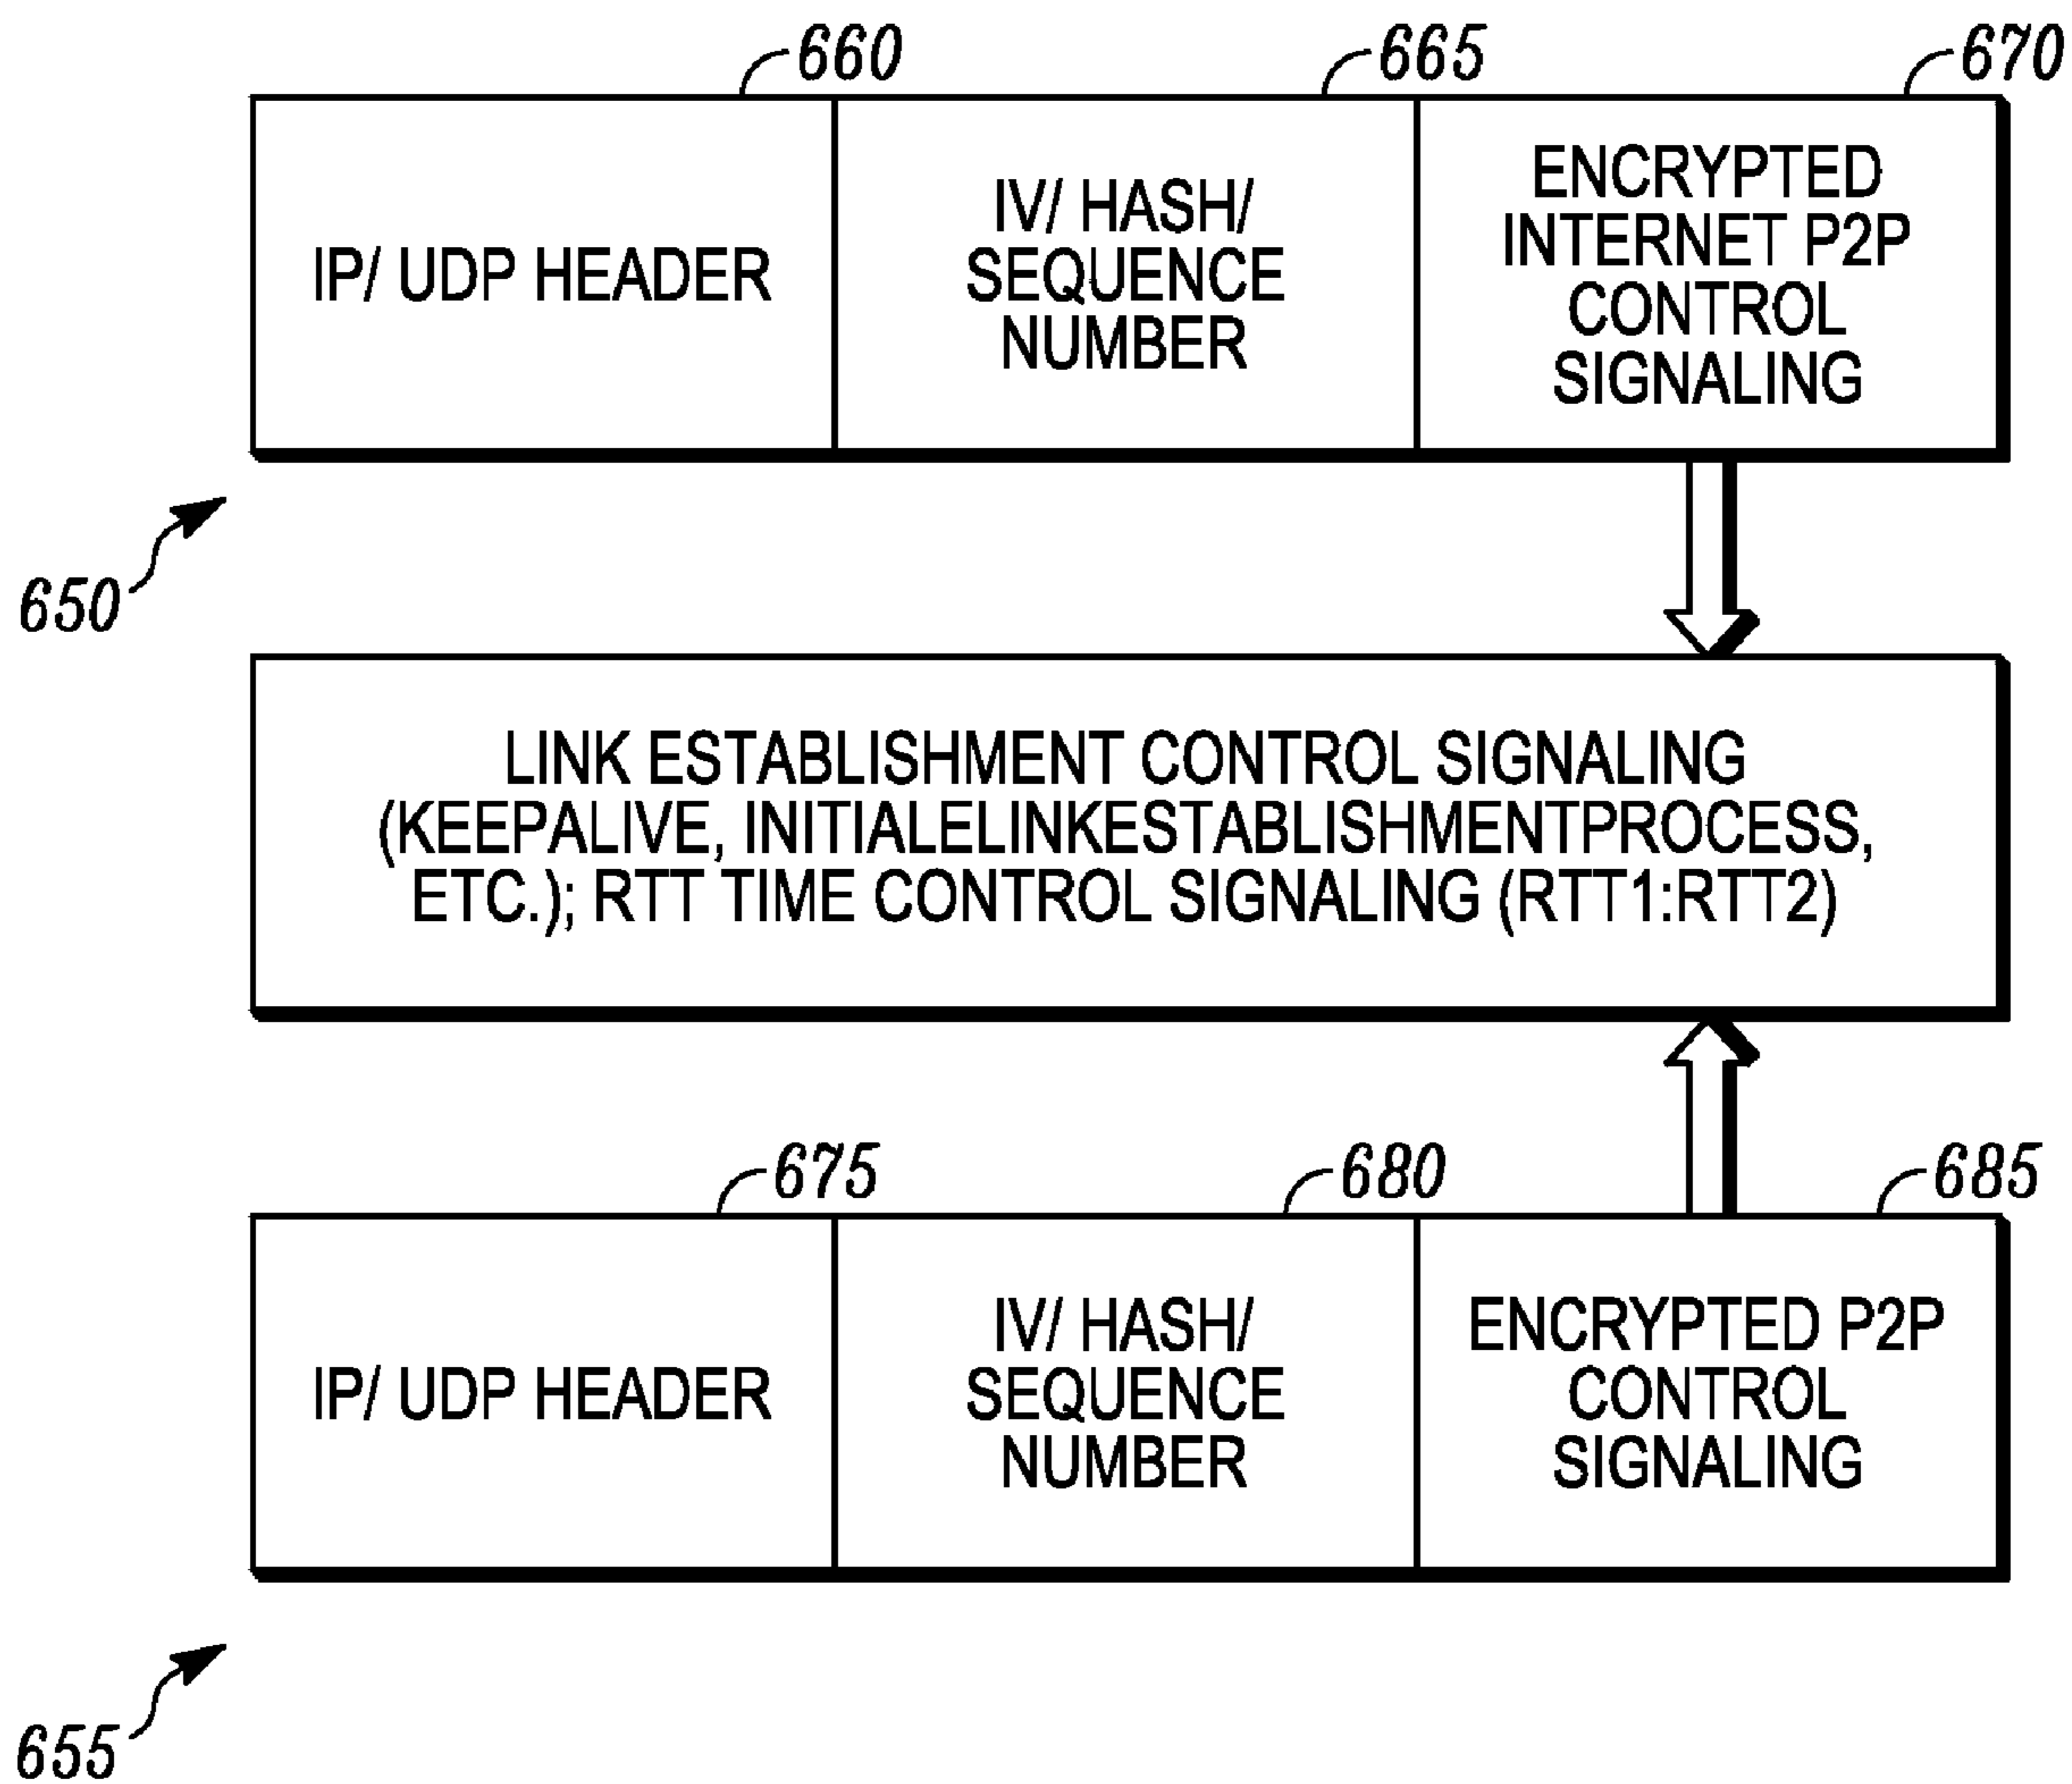 660
665
670
IP/ UDP HEADER
IV/ HASH/
SEQUENCE
NUMBER
ENCRYPTED
INTERNET P2P
CONTROL
SIGNALING
650
LINK ESTABLISHMENT CONTROL SIGNALING
(KEEPALIVE, INITIALELINKESTABLISHMENTPROCESS,
ETC.); RTT TIME CONTROL SIGNALING (RTT1:RTT2)
675
680
685
IP/ UDP HEADER
IV/ HASH/
SEQUENCE
NUMBER
ENCRYPTED P2P
CONTROL
SIGNALING
655